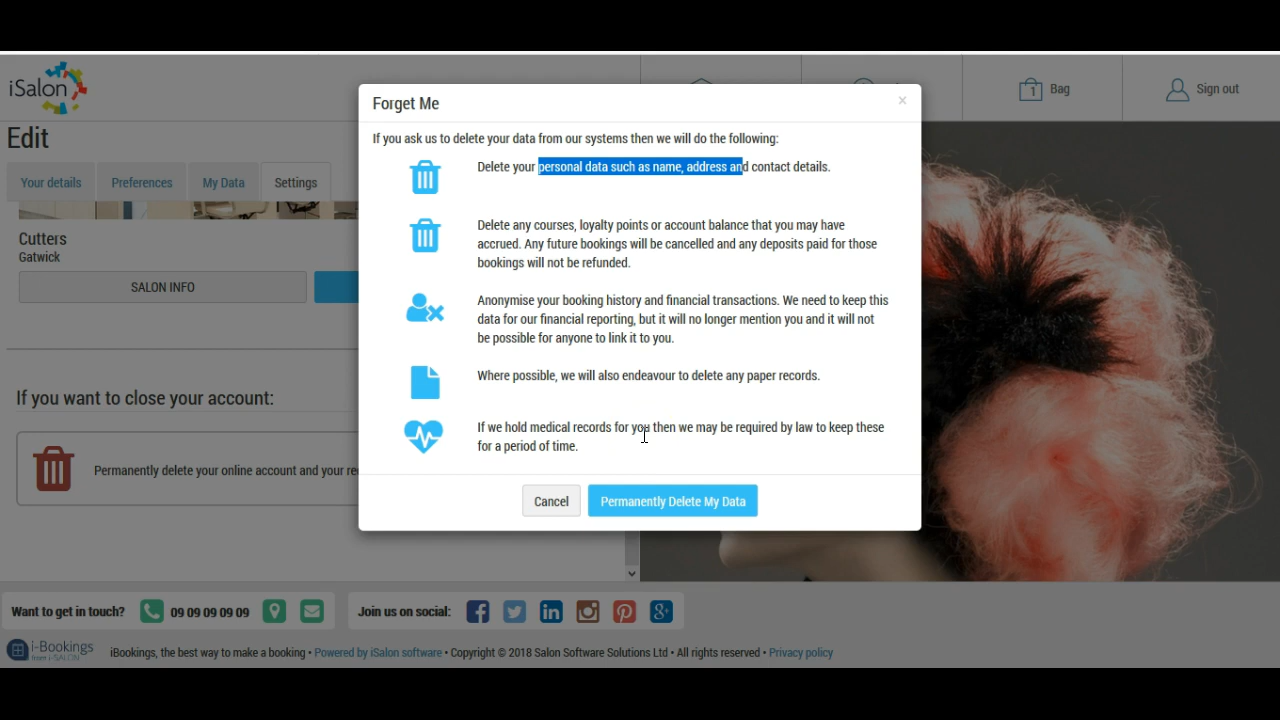 iSalon
1
Bag
Sign out
Edit
Your details
Preferences
My Data
Settings
Cutters
Gatwick
SALON INFO
If you want to close your account:
Permanently delete your online account and your
Forget Me
×
If you ask us to delete your data from our systems then we will do the following:
Delete your personal data such as name, address and contact details.
Delete any courses, loyalty points or account balance that you may have
accrued. Any future bookings will be cancelled and any deposits paid for those
bookings will not be refunded.
Anonymise your booking history and financial transactions. We need to keep this
data for our financial reporting, but it will no longer mention you and it will not
be possible for anyone to link it to you.
Where possible, we will also endeavour to delete any paper records.
If we hold medical records for you then we may be required by law to keep these
for a period of time.
Cancel
Permanently Delete My Data
Want to get in touch?
09 09 09 09 09
Join us on social:
i-Bookings
from i-SALON
iBookings, the best way to make a booking • Powered by iSalon software • Copyright © 2018 Salon Software Solutions Ltd • All rights reserved • Privacy policy